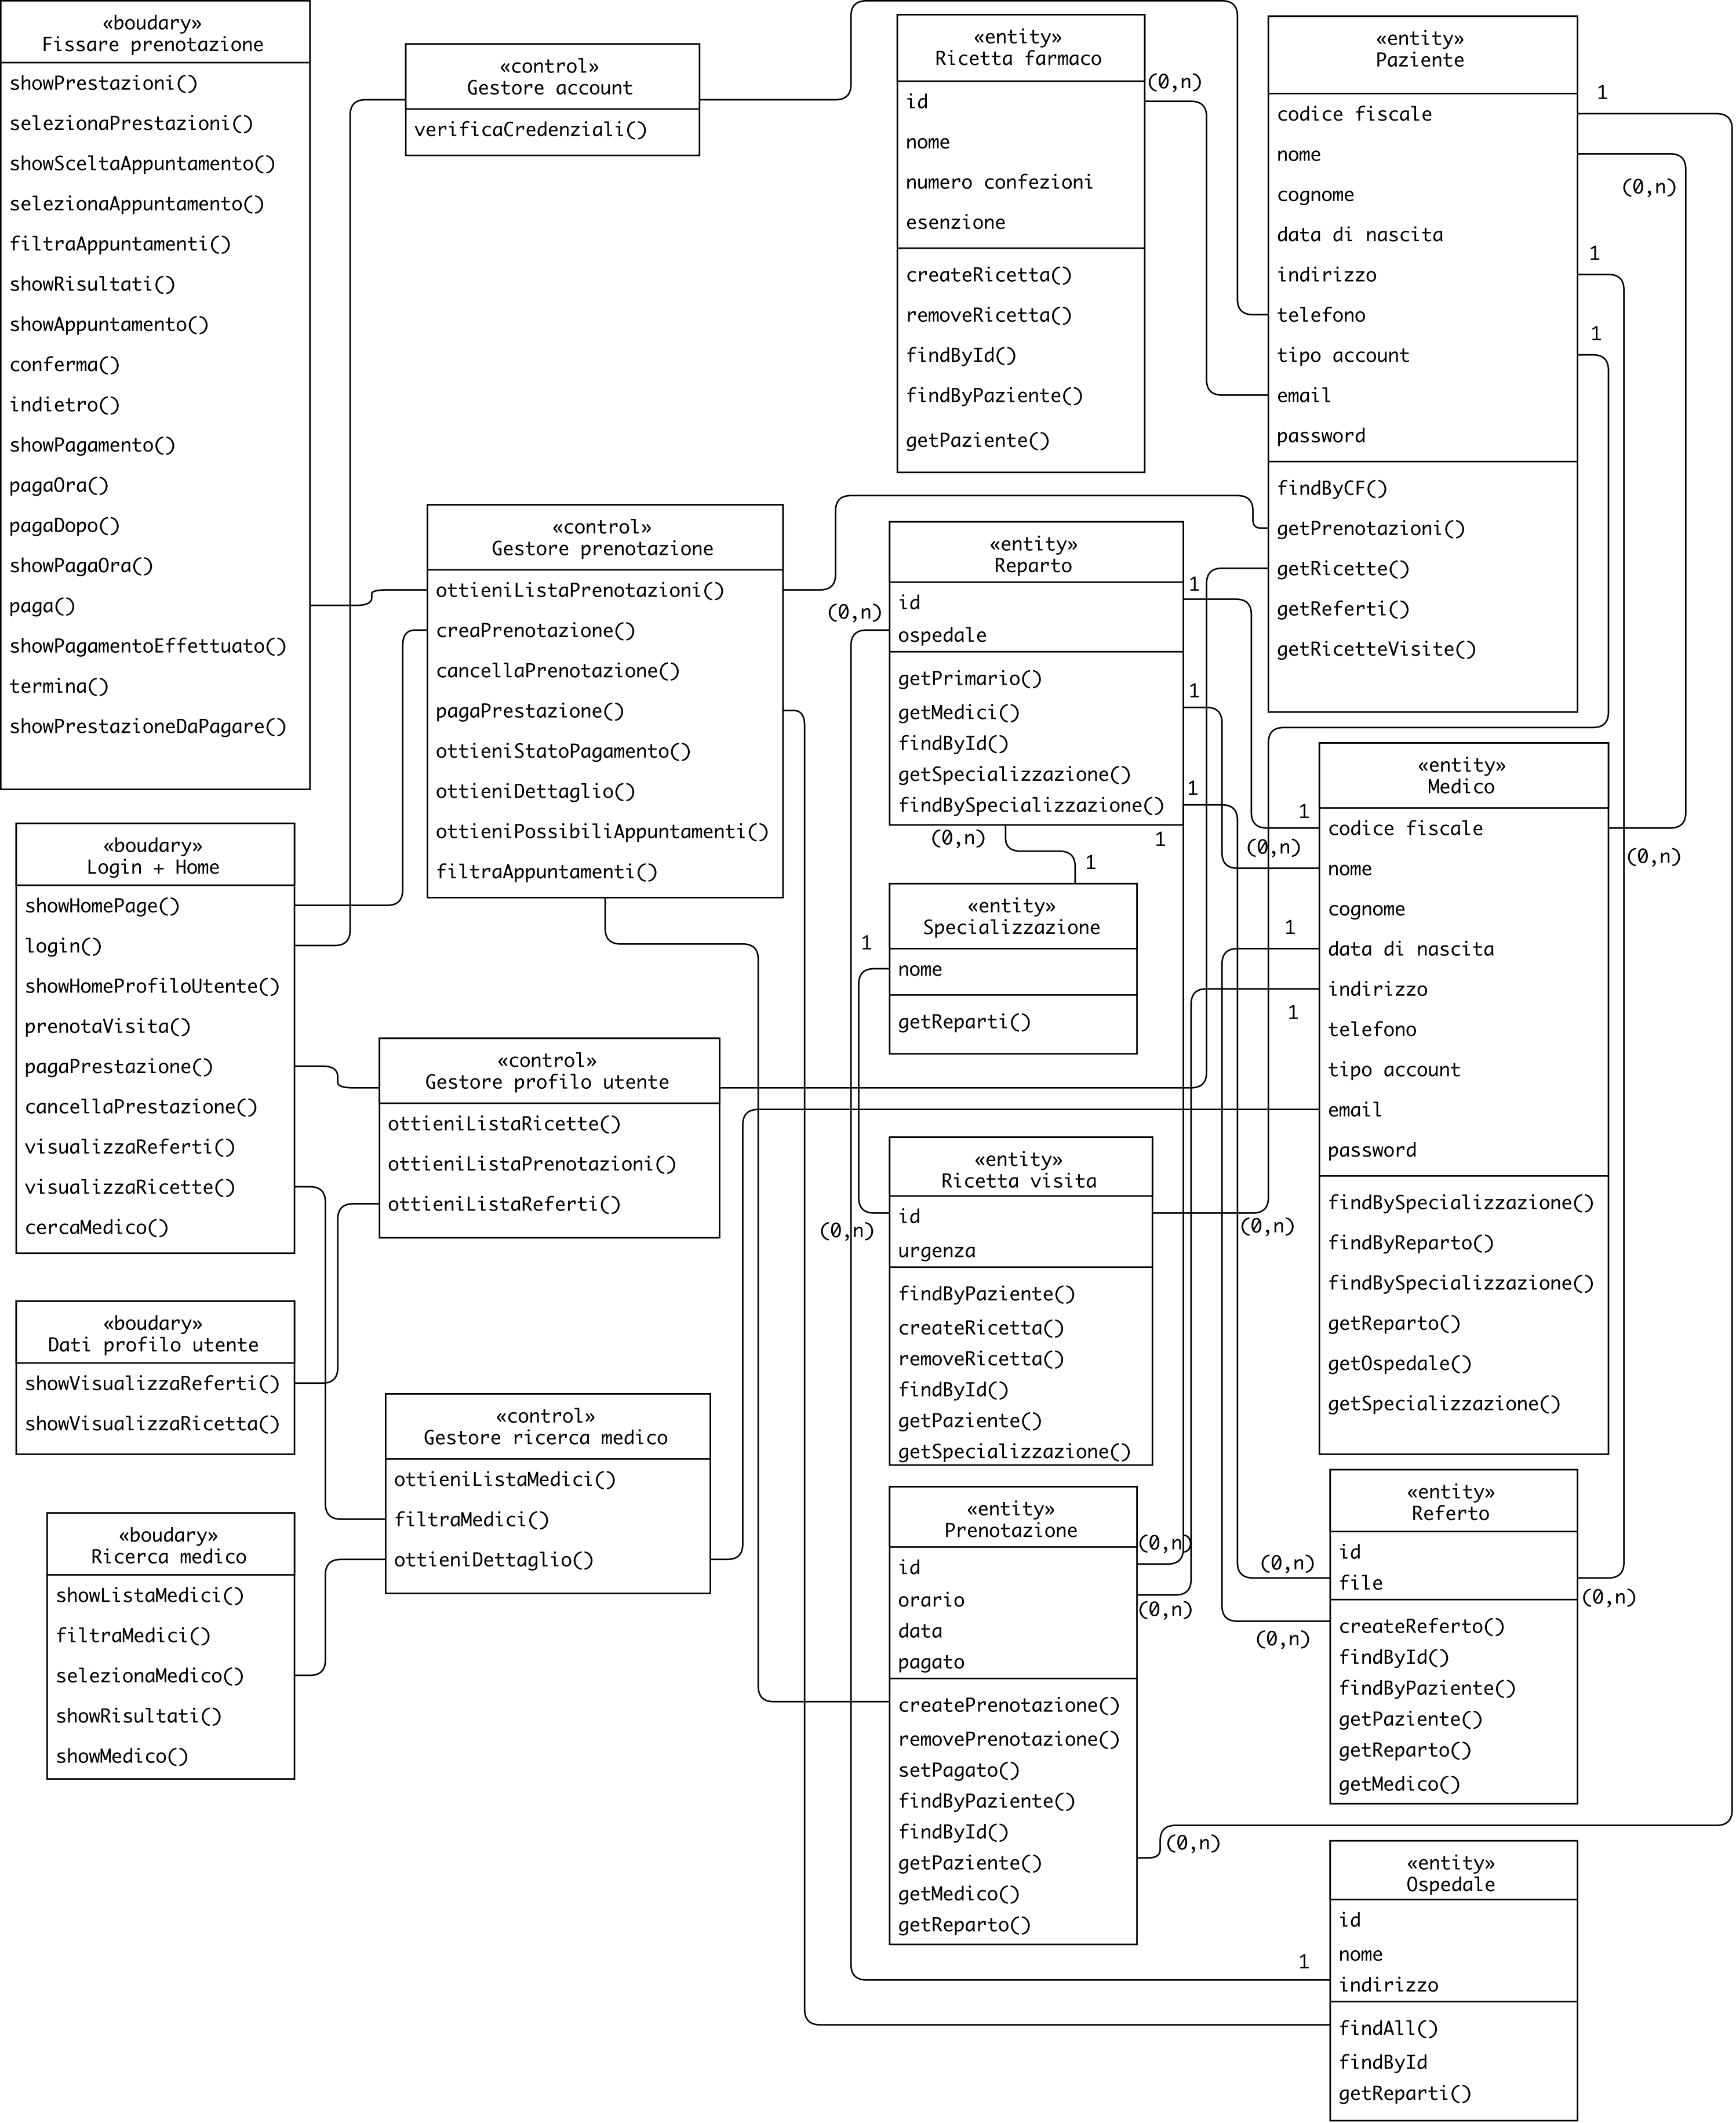 «boudary»
Fissare prenotazione
showPrestazioni()
selezionaPrestazioni()
showSceltaAppuntamento()
selezionaAppuntamento()
filtraAppuntamenti()
showRisultati()
showAppuntamento()
conferma()
indietro()
showPagamento()
pagaOra()
pagaDopo()
showPagaOra()
paga()
showPagamentoEffettuato()
termina()
showPrestazioneDaPagare()
«boudary»
Login + Home
showHomePage()
login()
showHomeProfiloUtente()
prenotaVisita()
pagaPrestazione()
cancellaPrestazione()
visualizzaReferti()
visualizzaRicette()
cercaMedico()
«boudary»
Dati profilo utente
showVisualizzaReferti()
showVisualizzaRicetta()
«boudary»
Ricerca medico
showListaMedici()
filtraMedici()
selezionaMedico()
showRisultati()
showMedico()
«control»
Gestore account
verificaCredenziali()
«control»
Gestore prenotazione
ottieniListaPrenotazioni()
creaPrenotazione()
cancellaPrenotazione()
pagaPrestazione()
ottieniStatoPagamento()
ottieniDettaglio()
ottieniPossibiliAppuntamenti()
filtraAppuntamenti()
«control»
Gestore profilo utente
ottieniListaRicette()
ottieniListaPrenotazioni()
ottieniListaReferti()
«control»
Gestore ricerca medico
ottieniListaMedici()
filtraMedici()
ottieniDettaglio()
«entity»
Ricetta farmaco
id
nome
numero confezioni
esenzione
createRicetta()
removeRicetta()
findById()
findByPaziente()
getPaziente()
(0,n)
«entity»
Reparto
id
ospedale
getPrimario()
getMedici()
findById()
getSpecializzazione()
findBySpecializzazione()
(0,n)
1
1
1
(0,n)
1
1
«entity»
Specializzazione
nome
getReparti()
1
«entity»
Ricetta visita
id
urgenza
findByPaziente()
createRicetta()
removeRicetta()
findById()
getPaziente()
getSpecializzazione()
(0,n)
(0,n)
«entity»
Prenotazione
id
orario
data
pagato
createPrenotazione()
removePrenotazione()
setPagato()
findByPaziente()
findById()
getPaziente()
getMedico()
getReparto()
(0,n)
(0,n)
(0,n)
«entity»
Paziente
codice fiscale
nome
cognome
data di nascita
indirizzo
telefono
tipo account
email
password
findByCF()
getPrenotazioni()
getRicette()
getReferti()
getRicetteVisite()
1
(0,n)
1
1
«entity»
Medico
codice fiscale
nome
cognome
data di nascita
indirizzo
telefono
tipo account
email
password
findBySpecializzazione()
findByReparto()
findBySpecializzazione()
getReparto()
getOspedale()
getSpecializzazione()
1
(0,n)
(0,n)
1
1
«entity»
Referto
id
file
createReferto()
findById()
findByPaziente()
getPaziente()
getReparto()
getMedico()
(0,n)
(0,n)
(0,n)
«entity»
Ospedale
id
nome
indirizzo
findAll()
findById
getReparti()
1